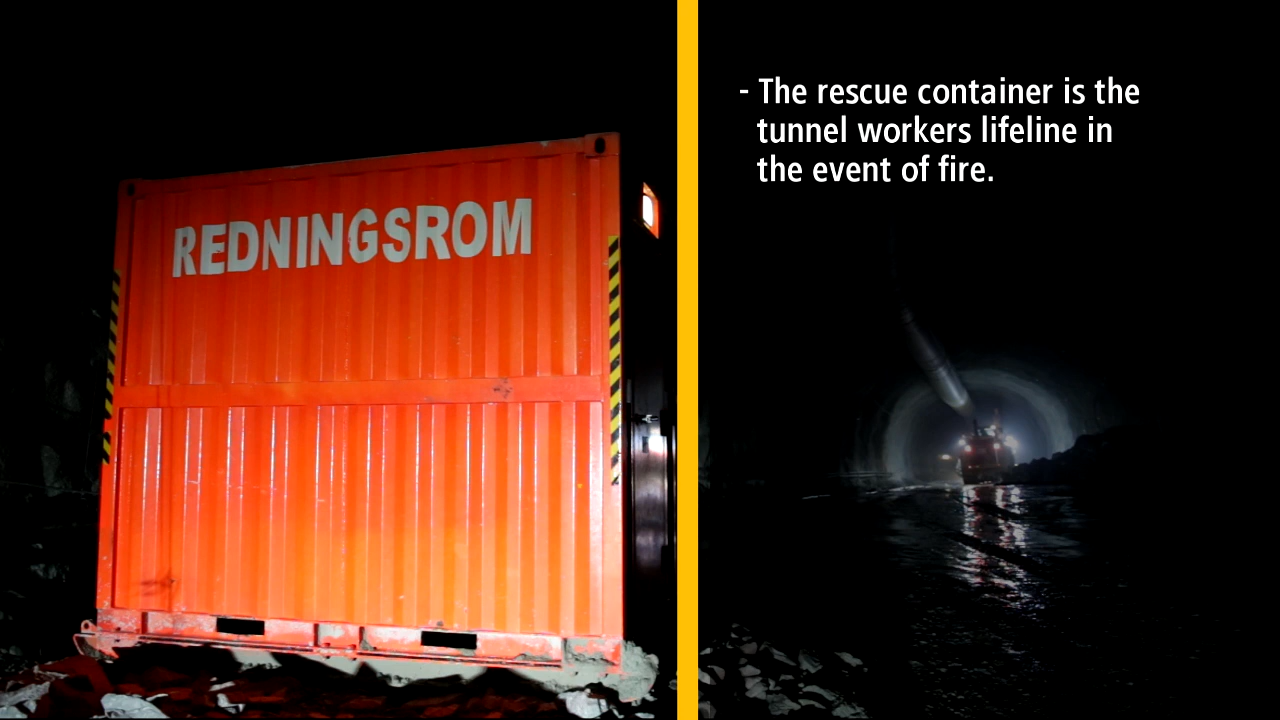 REDNINGSROM
- The rescue container is the
tunnel workers lifeline in
the event of fire.